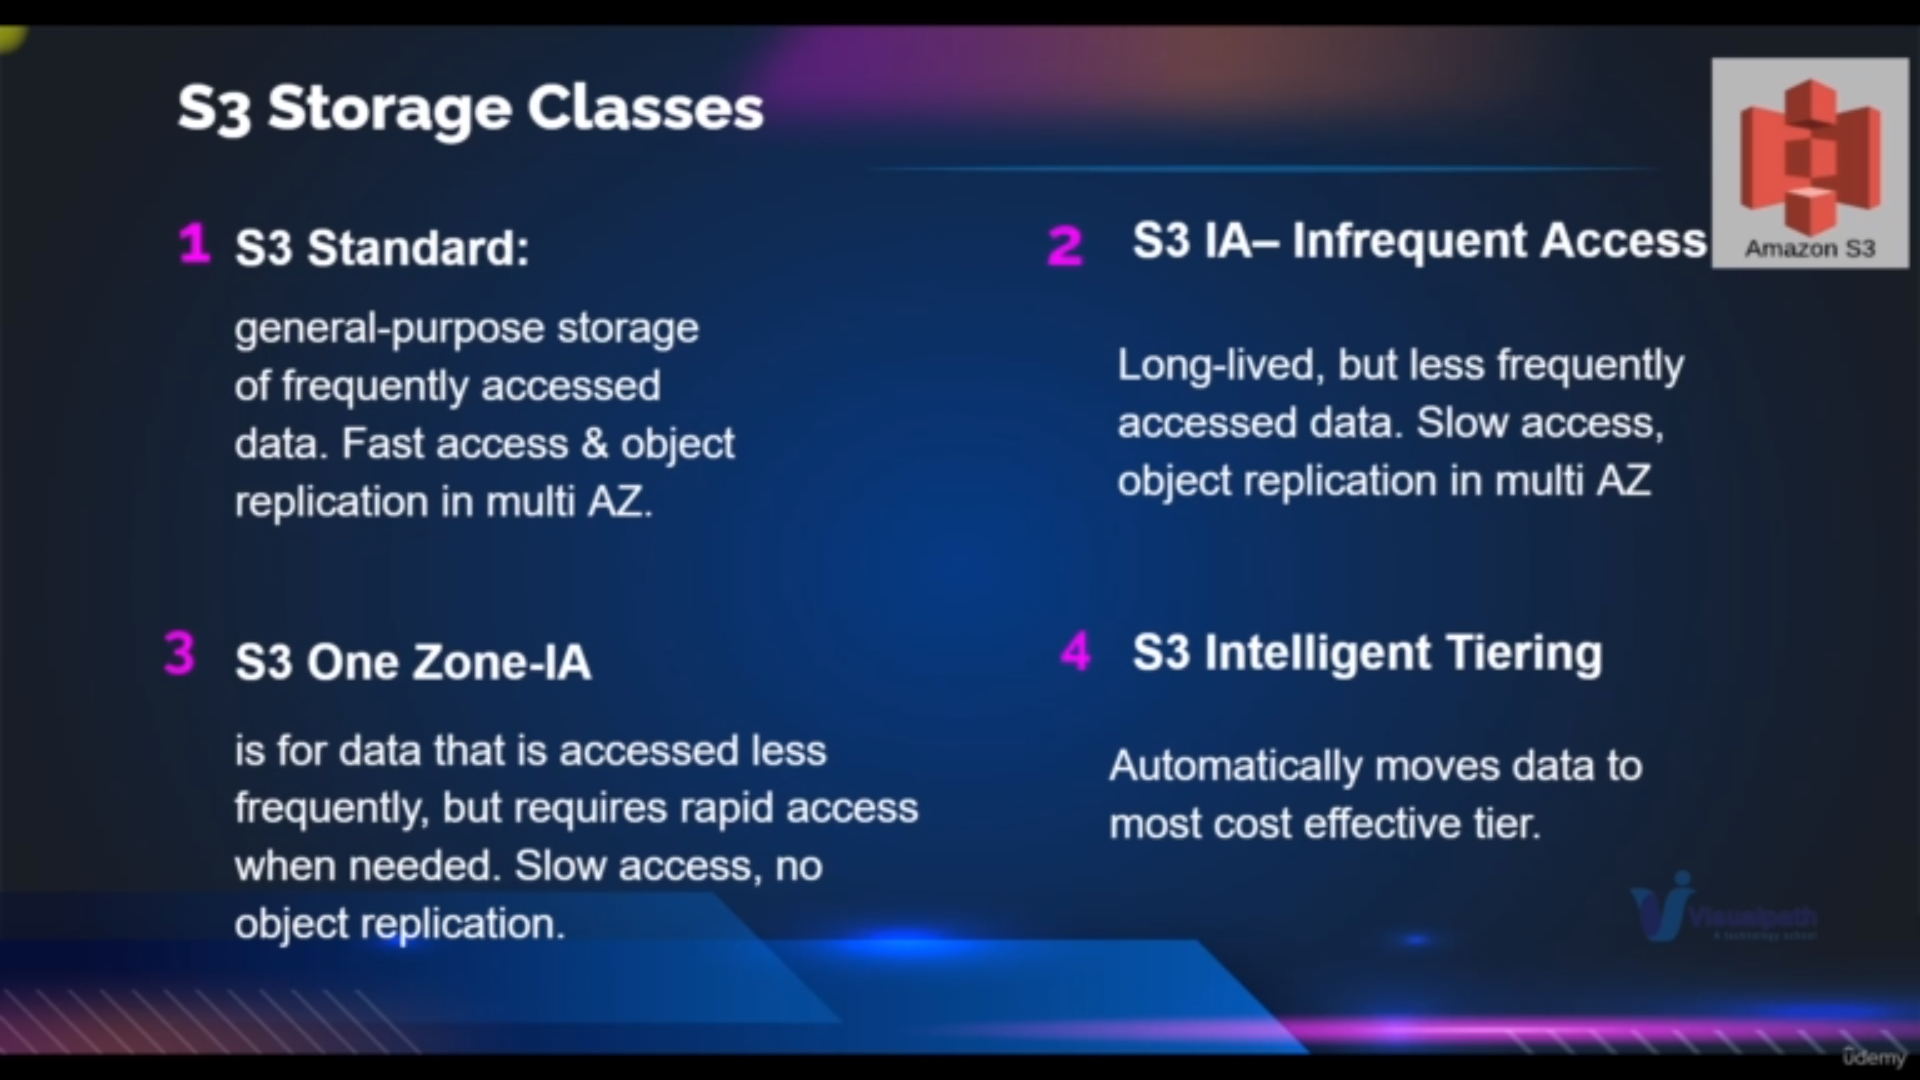 S3 Storage Classes
Amazon S3
1 S3 Standard:
general-purpose storage
of frequently accessed
data. Fast access & object
replication in multi AZ.
2 S3 IA– Infrequent Access
Long-lived, but less frequently
accessed data. Slow access,
object replication in multi AZ
3 S3 One Zone-IA
is for data that is accessed less
frequently, but requires rapid access
when needed. Slow access, no
object replication.
4 S3 Intelligent Tiering
Automatically moves data to
most cost effective tier.
Visualpath
A technology school
ûdemy